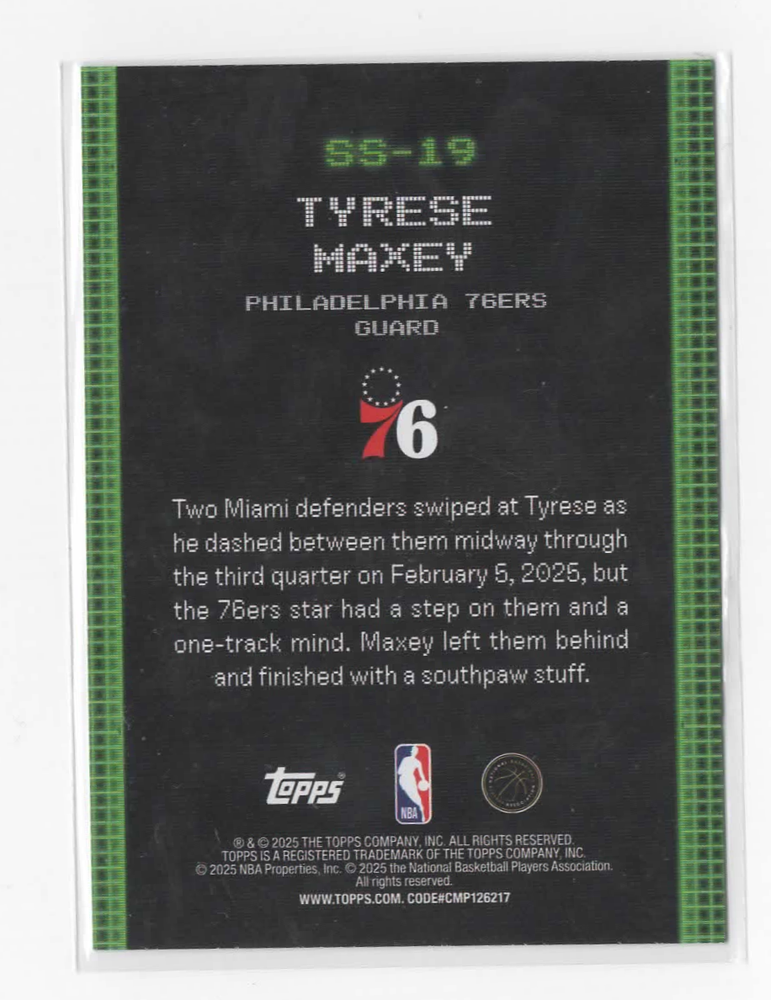 SS-19
TYRESE
MAXEY
PHILADELPHIA 76ERS
GUARD
76
Two Miami defenders swiped at Tyrese as
he dashed between them midway through
the third quarter on February 5, 2025, but
the 76ers star had a step on them and a
one-track mind. Maxey left them behind
and finished with a southpaw stuff.
topps®
NBA
® & © 2025 THE TOPPS COMPANY, INC. ALL RIGHTS RESERVED.
TOPPS IS A REGISTERED TRADEMARK OF THE TOPPS COMPANY, INC.
© 2025 NBA Properties, Inc. © 2025 the National Basketball Players Association.
All rights reserved.
WWW.TOPPS.COM. CODE#CMP126217